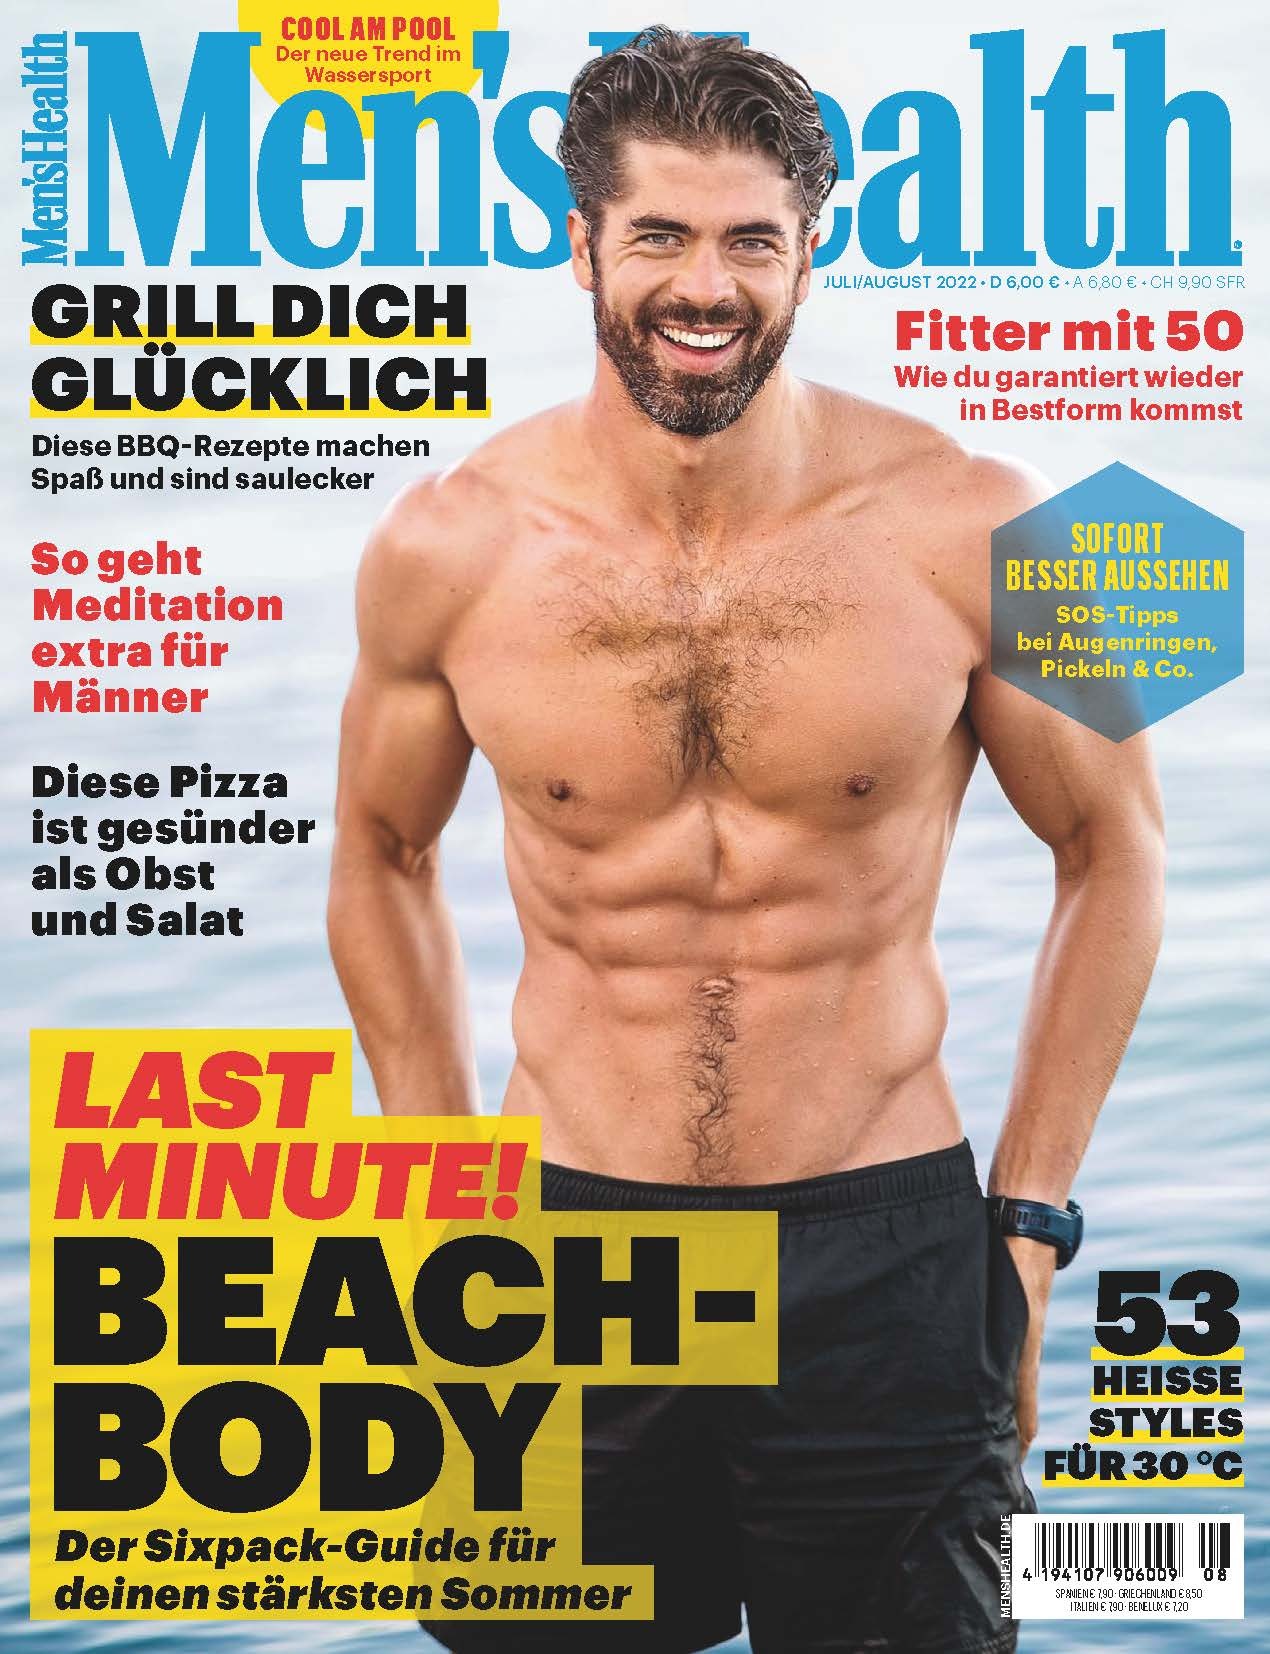 COOL AM POOL
Der neue Trend im
Wassersport
Men'sHealth
Men's Health
JULI/AUGUST 2022 • D 6,00 € • A 6,80 € • CH 9,90 SFR
GRILL DICH
GLÜCKLICH
Diese BBQ-Rezepte machen
Spaß und sind saulecker
Fitter mit 50
Wie du garantiert wieder
in Bestform kommst
SOFORT
BESSER AUSSEHEN
SOS-Tipps
bei Augenringen,
Pickeln & Co.
So geht
Meditation
extra für
Männer
Diese Pizza
ist gesünder
als Obst
und Salat
LAST
MINUTE!
BEACH-
BODY
Der Sixpack-Guide für
deinen stärksten Sommer
53
HEISSE
STYLES
FÜR 30 °C
MENSHEALTH.DE
4 194107 906009 08
SPANIEN € 7,90 · GRIECHENLAND € 8,50
ITALIEN € 7,90 · BENELUX € 7,20